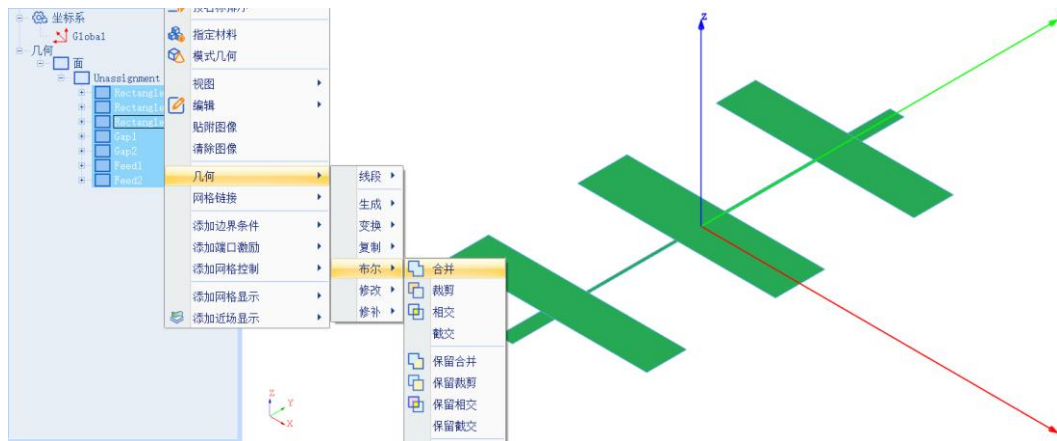 坐标系
Global
几何
面
Unassignment
Rectangle
Rectangle
Rectangle
Gap1
Gap2
Feed1
Feed2
指定材料
模式几何
视图
编辑
贴附图像
清除图像
几何
网格链接
添加边界条件
添加端口激励
添加网格控制
添加网格显示
添加近场显示
线段
生成
变换
复制
布尔
修改
修补
合并
裁剪
相交
截交
保留合并
保留裁剪
保留相交
保留截交
z
Z
Y
X